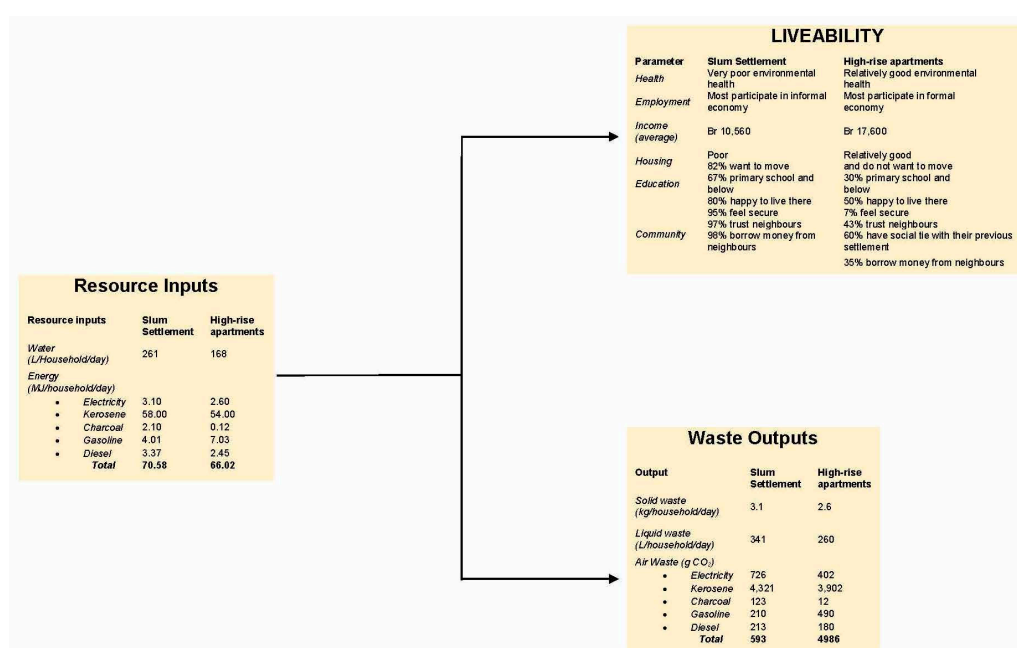 LIVEABILITY
Parameter Slum Settlement High-rise apartments
Health Very poor environmental health Relatively good environmental health
Employment Most participate in informal economy Most participate in formal economy
Income (average) Br 10,560 Br 17,600
Housing Poor 82% want to move Relatively good and do not want to move
Education 67% primary school and below 30% primary school and below
Community 80% happy to live there 50% happy to live there
95% feel secure 7% feel secure
97% trust neighbours 43% trust neighbours
98% borrow money from neighbours 60% have social tie with their previous settlement
35% borrow money from neighbours
Resource Inputs
Resource inputs Slum Settlement High-rise apartments
Water (L/Household/day) 261 168
Energy (MJ/household/day)
• Electricity 3.10 2.60
• Kerosene 58.00 54.00
• Charcoal 2.10 0.12
• Gasoline 4.01 7.03
• Diesel 3.37 2.45
Total 70.58 66.02
Waste Outputs
Output Slum Settlement High-rise apartments
Solid waste (kg/household/day) 3.1 2.6
Liquid waste (L/household/day) 341 260
Air Waste (g CO₂)
• Electricity 726 402
• Kerosene 4,321 3,902
• Charcoal 123 12
• Gasoline 210 490
• Diesel 213 180
Total 593 4986